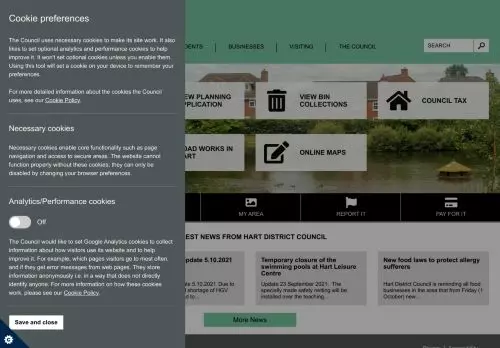 Cookie preferences
The Council uses necessary cookies to make its site work. It also
likes to set optional analytics and performance cookies to help
improve it. It won't set optional cookies unless you enable them.
Using this tool will set a cookie on your device to remember your
preferences.
For more detailed information about the cookies the Council
uses, see our Cookie Policy.
Necessary cookies
Necessary cookies enable core functionality such as page
navigation and access to secure areas. The website cannot
function properly without these cookies; they can only be
disabled by changing your browser preferences.
Analytics/Performance cookies
Off
The Council would like to set Google Analytics cookies to collect
information about how visitors use its website and to help
improve it. For example, which pages visitors go to most often,
and if they get error messages from web pages. They store
information anonymously i.e. in a way that does not directly
identify anyone. For more information on how these cookies
work, please see our Cookie Policy.
Save and close
DENTS BUSINESSES VISITING THE COUNCIL
SEARCH
EW PLANNING
PPLICATION
VIEW BIN
COLLECTIONS
COUNCIL TAX
OAD WORKS IN
ART
ONLINE MAPS
MY AREA REPORT IT PAY FOR IT
EST NEWS FROM HART DISTRICT COUNCIL
pdate 5.10.2021
pdate 5.10.2021. Due
shortage of HGV
ed to...
Temporary closure of the
swimming pools at Hart Leisure
Centre
Update 23 September 2021. The
specially made safety netting will be
installed over the teaching...
New food laws to protect allergy
sufferers
Hart District Council is reminding all food
businesses in the area that from Friday (1
October) new...
More News